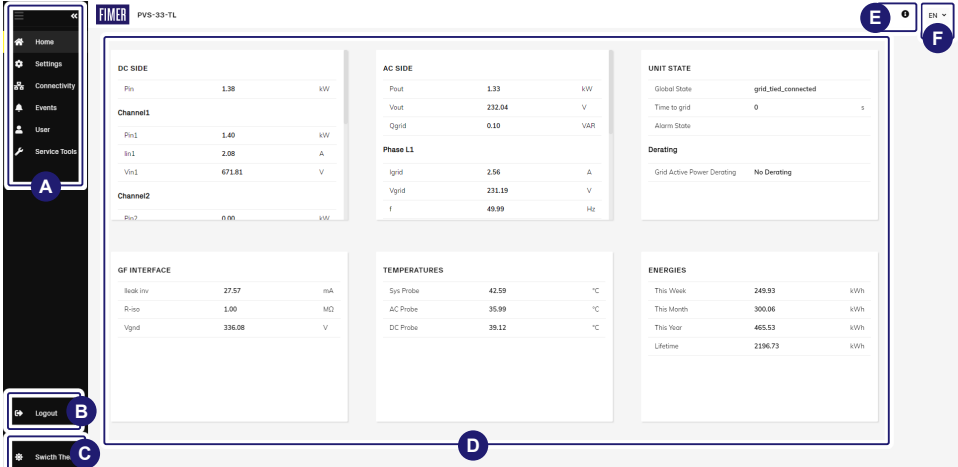 FIMER PVS-33-TL
E
EN
F
Home
Settings
Connectivity
Events
User
Service Tools
A
DC SIDE
Pin 1.38 kW
Channel1
Pin1 1.40 kW
Iin1 2.08 A
Vin1 671.81 V
Channel2
Pin2 0.00 kW
AC SIDE
Pout 1.33 kW
Vout 232.04 V
Qgrid 0.10 VAR
Phase L1
Igrid 2.56 A
Vgrid 231.19 V
f 49.99 Hz
UNIT STATE
Global State grid_tied_connected
Time to grid 0 s
Alarm State
Derating
Grid Active Power Derating No Derating
GF INTERFACE
Ileak Inv 27.57 mA
R-iso 1.00 MΩ
Vgnd 336.08 V
TEMPERATURES
Sys Probe 42.59 °C
AC Probe 35.99 °C
DC Probe 39.12 °C
ENERGIES
This Week 249.93 kWh
This Month 300.06 kWh
This Year 465.53 kWh
Lifetime 2196.73 kWh
Logout B
Swicth The C
D